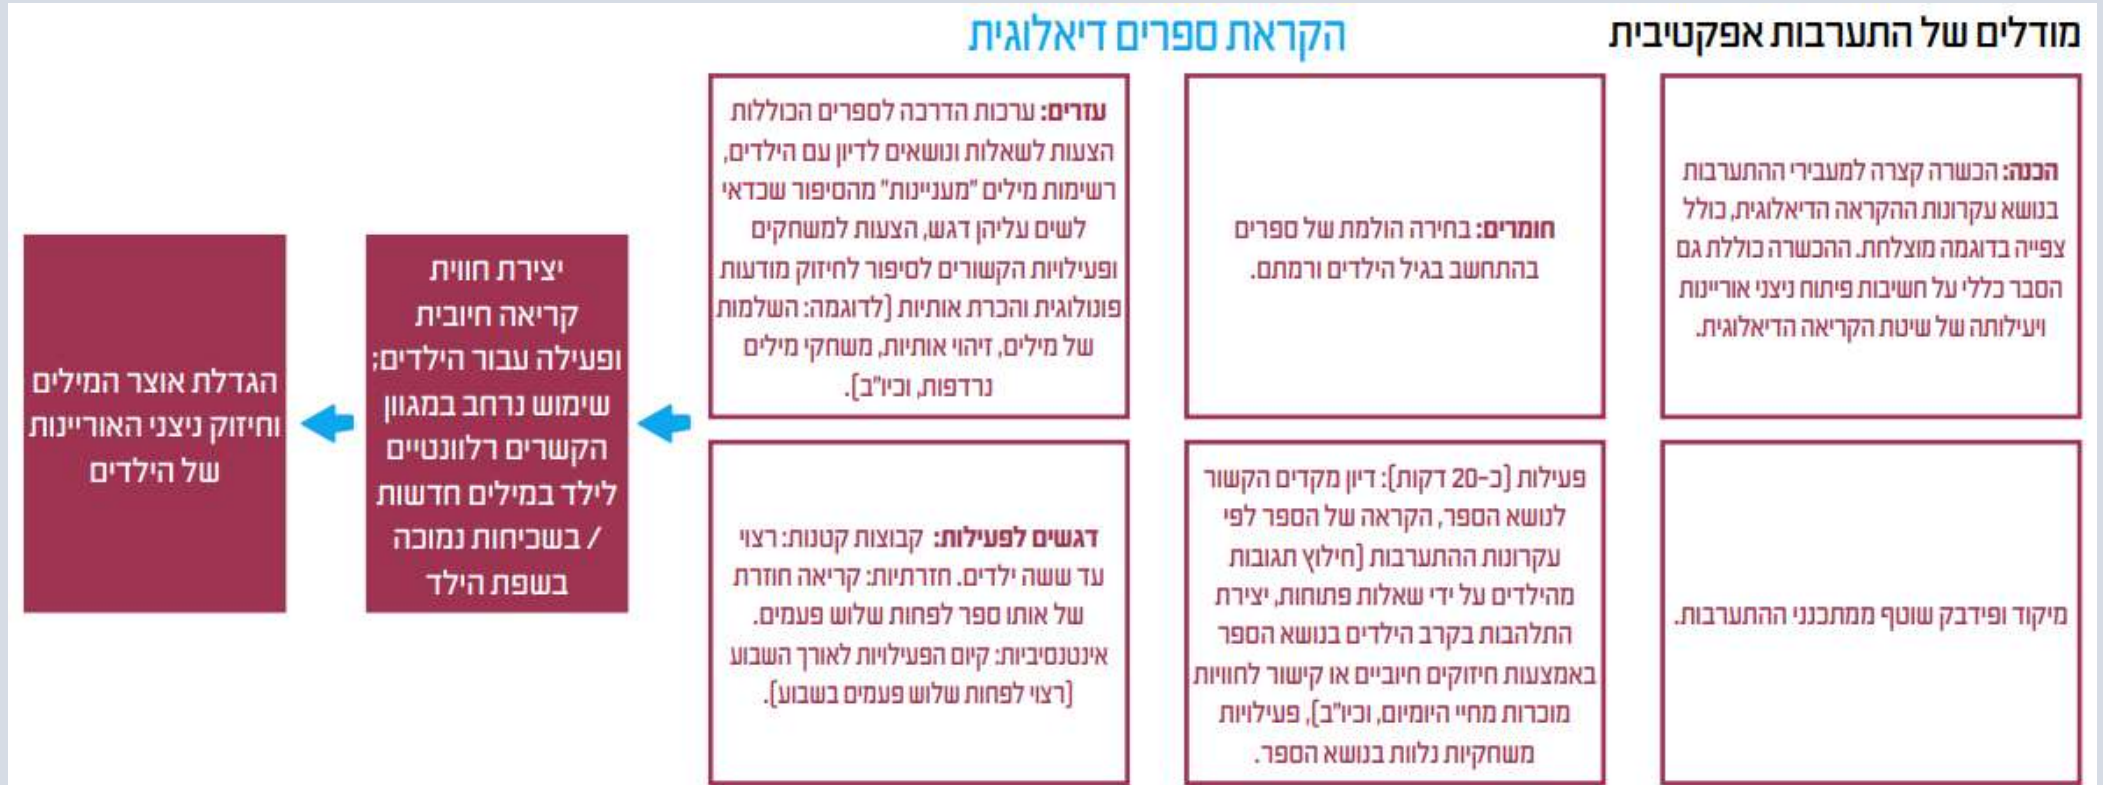 מודלים של התערבות אפקטיבית
הקראת ספרים דיאלוגית
הכנה: הכשרה קצרה למעבירי ההתערבות
בנושא עקרונות ההקראה הדיאלוגית, כולל
צפייה בדוגמה מוצלחת. ההכשרה כוללת גם
הסבר כללי על חשיבות פיתוח ניצני אוריינות
ויעילותה של שיטת הקריאה הדיאלוגית.
חומרים: בחירה הולמת של ספרים
בהתחשב בגיל הילדים ורמתם.
עזרים: ערכות הדרכה לספרים הכוללות
הצעות לשאלות ונושאים לדיון עם הילדים,
רשימות מילים "מעניינות" מהסיפור שכדאי
לשים עליהן דגש, הצעות למשחקים
ופעילויות הקשורים לסיפור לחיזוק מודעות
פונולוגית והכרת אותיות (לדוגמה: השלמות
של מילים, זיהוי אותיות, משחקי מילים
נרדפות, וכיו"ב).
מיקוד ופידבק שוטף ממתכנני ההתערבות.
פעילות (כ-20 דקות): דיון מקדים הקשור
לנושא הספר, הקראה של הספר לפי
עקרונות ההתערבות (חילוץ תגובות
מהילדים על ידי שאלות פתוחות, יצירת
התלהבות בקרב הילדים בנושא הספר
באמצעות חיזוקים חיוביים או קישור לחוויות
מוכרות מחיי היומיום, וכיו"ב), פעילויות
משחקיות נלוות בנושא הספר.
דגשים לפעילות: קבוצות קטנות: רצוי
עד ששה ילדים. חזרתיות: קריאה חוזרת
של אותו ספר לפחות שלוש פעמים.
אינטנסיביות: קיום הפעילויות לאורך השבוע
(רצוי לפחות שלוש פעמים בשבוע).
יצירת חווית
קריאה חיובית
ופעילה עבור הילדים;
שימוש נרחב במגוון
הקשרים רלוונטיים
לילד במילים חדשות
/ בשכיחות נמוכה
בשפת הילד
הגדלת אוצר המילים
וחיזוק ניצני האוריינות
של הילדים